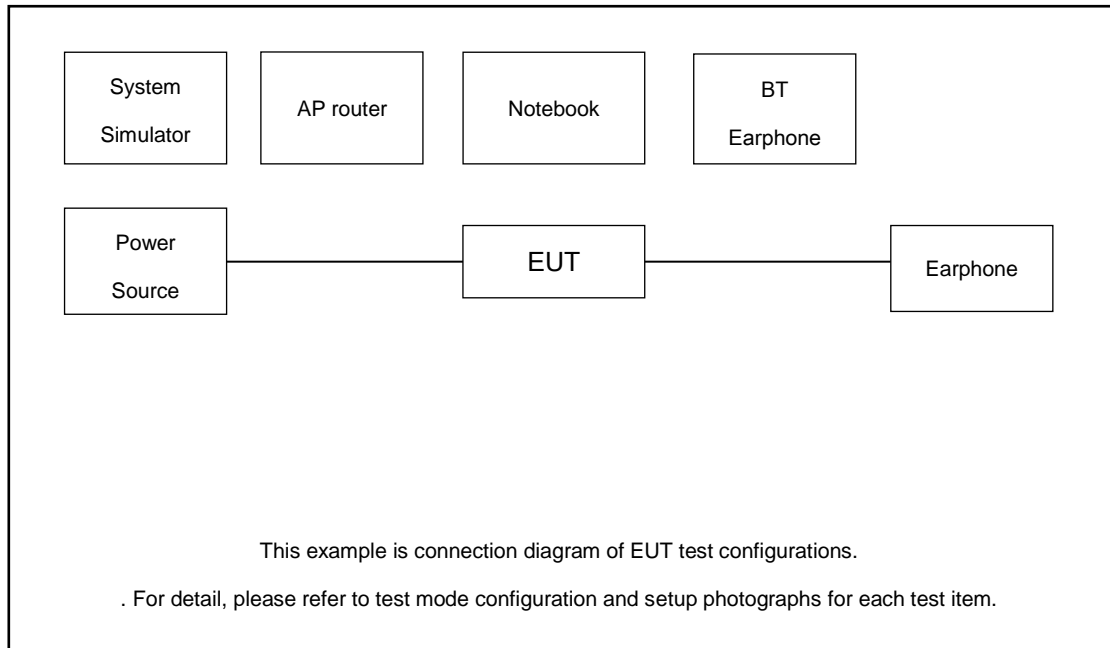 System
Simulator
AP router
Notebook
BT
Earphone
Power
Source
EUT
Earphone
This example is connection diagram of EUT test configurations.
. For detail, please refer to test mode configuration and setup photographs for each test item.